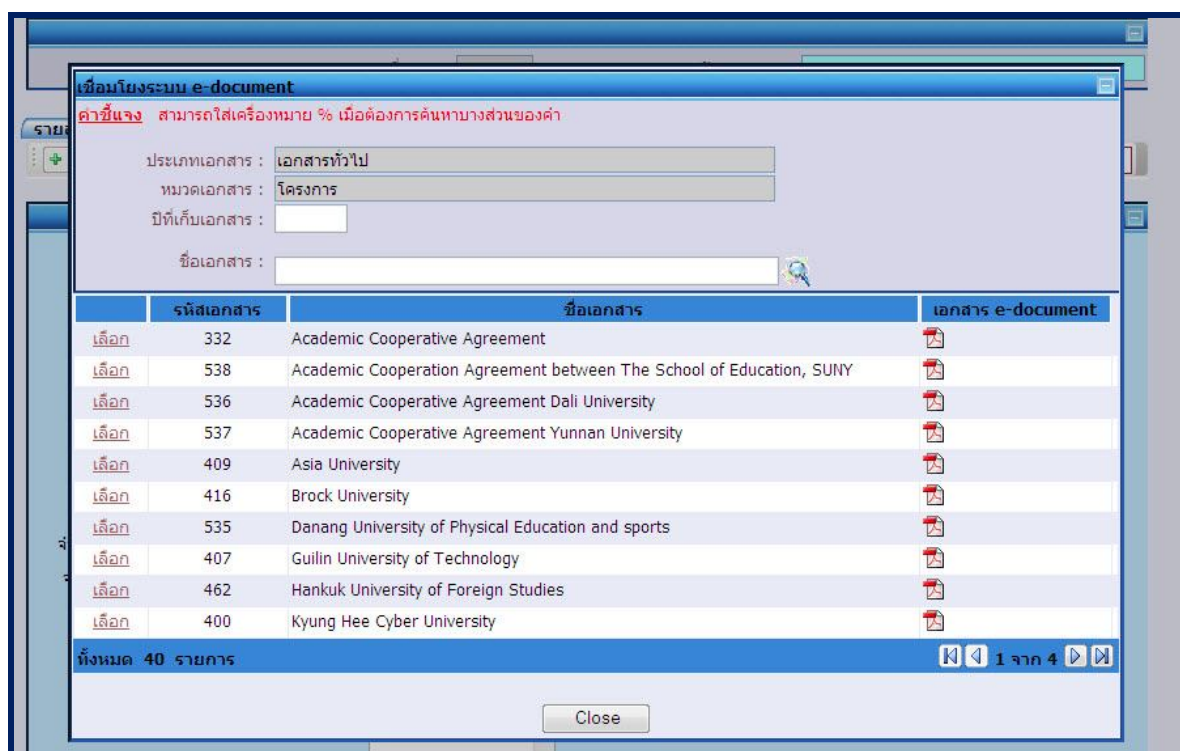 เชื่อมโยงระบบ e-document
คำชี้แจง สามารถใส่เครื่องหมาย % เมื่อต้องการค้นหาบางส่วนของคำ
ประเภทเอกสาร : เอกสารทั่วไป
หมวดเอกสาร : โครงการ
ปีที่เก็บเอกสาร :
ชื่อเอกสาร :
รหัสเอกสาร ชื่อเอกสาร เอกสาร e-document
เลือก 332 Academic Cooperative Agreement
เลือก 538 Academic Cooperation Agreement between The School of Education, SUNY
เลือก 536 Academic Cooperative Agreement Dali University
เลือก 537 Academic Cooperative Agreement Yunnan University
เลือก 409 Asia University
เลือก 416 Brock University
เลือก 535 Danang University of Physical Education and sports
เลือก 407 Guilin University of Technology
เลือก 462 Hankuk University of Foreign Studies
เลือก 400 Kyung Hee Cyber University
ทั้งหมด 40 รายการ 1 จาก 4
Close